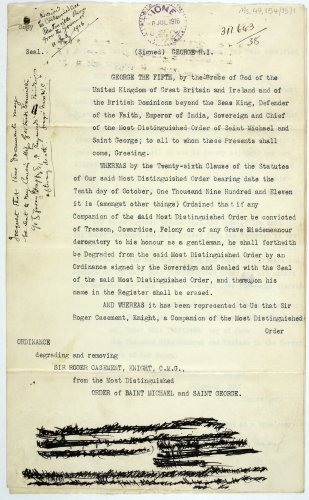 Ms. 49,154/15/1
Copy
317643
38
HOME
JUL 1916
Seal.
(Signed) GEORGE R.I.
GEORGE THE FIFTH, by the Grace of God of the
United Kingdom of Great Britain and Ireland and of
the British Dominions beyond the Seas King, Defender
of the Faith, Emperor of India, Sovereign and Chief
of the Most Distinguished Order of Saint Michael and
Saint George; to all to whom these Presents shall
come, Greeting.
WHEREAS by the Twenty-sixth Clause of the Statutes
of Our said Most Distinguished Order bearing date the
Tenth day of October, One Thousand Nine Hundred and Eleven
it is (amongst other things) Ordained that if any
Companion of the said Most Distinguished Order be convicted
of Treason, Cowardice, Felony or of any Grave Misdemeanour
derogatory to his honour as a gentleman, he shall forthwith
be Degraded from the said Most Distinguished Order by an
Ordinance signed by the Sovereign and Sealed with the Seal
of the said Most Distinguished Order, and thereupon his
name in the Register shall be erased.
AND WHEREAS it has been represented to Us that Sir
Roger Casement, Knight, a Companion of the Most Distinguished
Order
ORDINANCE
degrading and removing
SIR ROGER CASEMENT, KNIGHT, C.M.G.,
from the Most Distinguished
ORDER of BAINT MICHAEL and SAINT GEORGE.